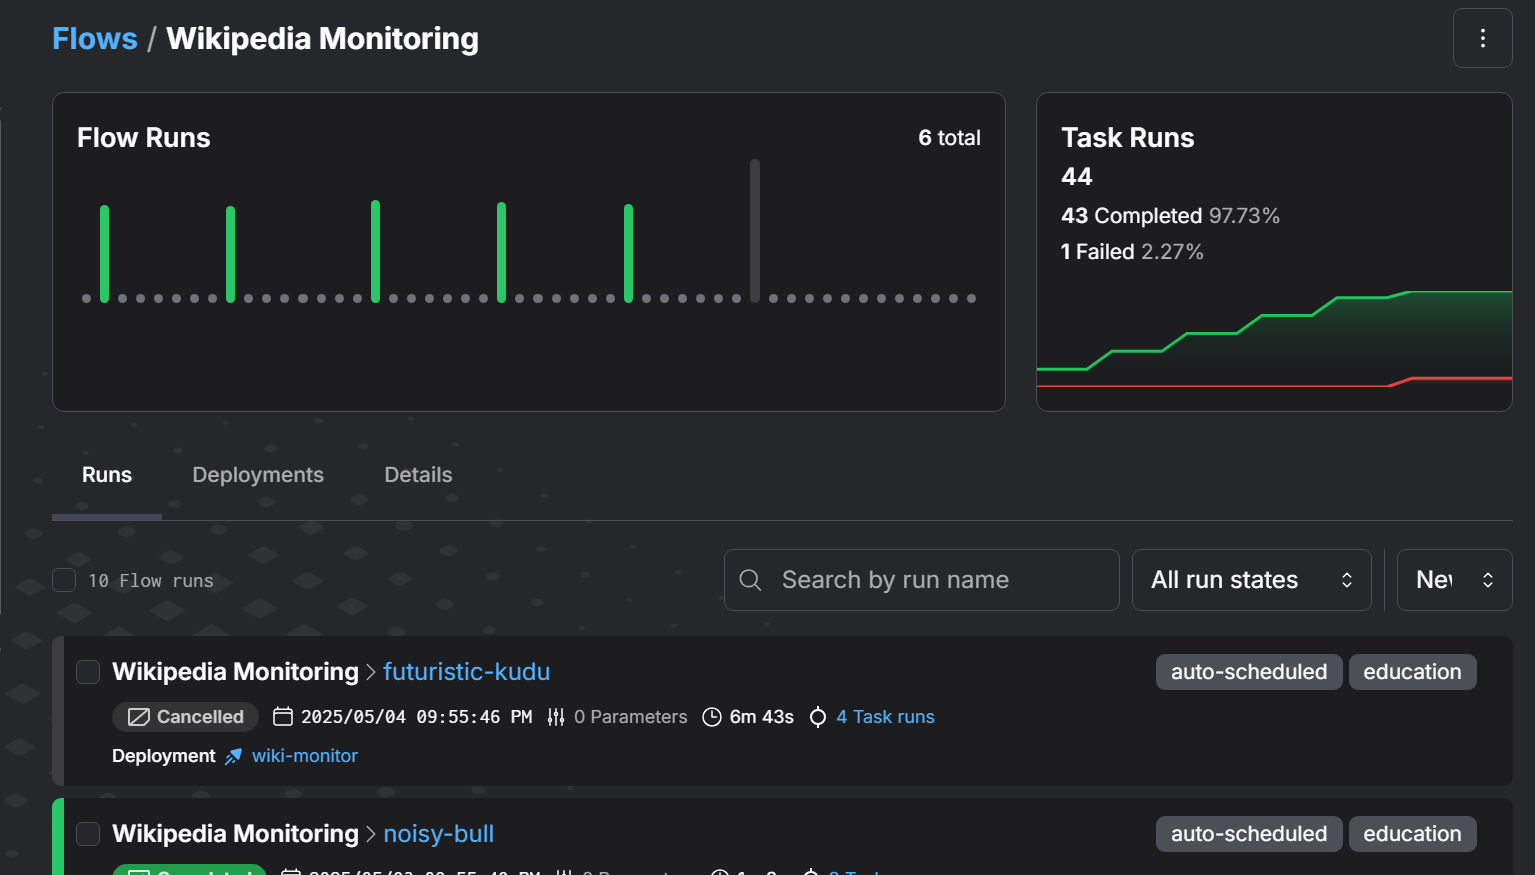 Flows / Wikipedia Monitoring
Flow Runs
6 total
Task Runs
44
43 Completed 97.73%
1 Failed 2.27%
Runs
Deployments
Details
10 Flow runs
Search by run name
All run states
Wikipedia Monitoring > futuristic-kudu
auto-scheduled
education
Cancelled 2025/05/04 09:55:46 PM 0 Parameters 6m 43s 4 Task runs
Deployment wiki-monitor
Wikipedia Monitoring > noisy-bull
auto-scheduled
education